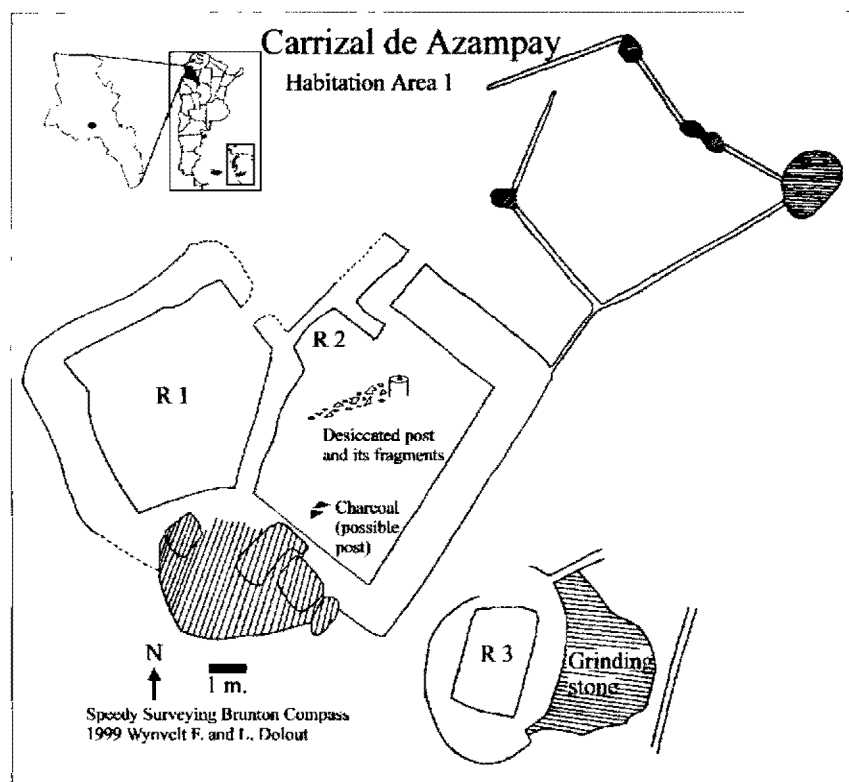 Carrizal de Azampay
Habitation Area 1
R 1
R 2
Desiccated post
and its fragments
Charcoal
(possible
post)
R 3
Grinding
stone
N
1 m.
Speedy Surveying Brunton Compass
1999 Wynvelt F. and L. Dolout